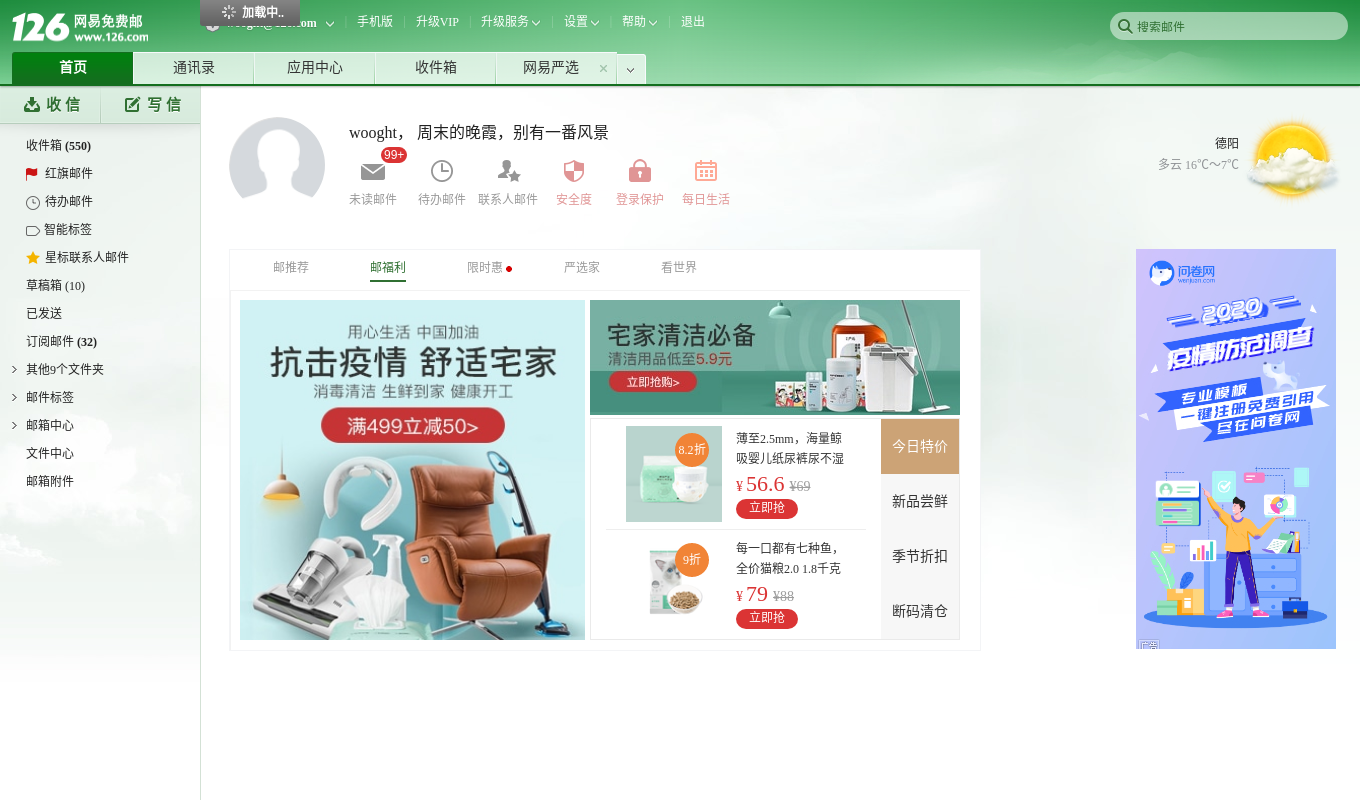 126 网易免费邮
www.126.com
加载中..
手机版 升级VIP 升级服务 设置 帮助 退出
搜索邮件
首页 通讯录 应用中心 收件箱 网易严选
收信 写信
收件箱 (550)
红旗邮件
待办邮件
智能标签
星标联系人邮件
草稿箱 (10)
已发送
订阅邮件 (32)
其他9个文件夹
邮件标签
邮箱中心
文件中心
邮箱附件
wooght， 周末的晚霞，别有一番风景
99+
未读邮件 待办邮件 联系人邮件 安全度 登录保护 每日生活
德阳
多云 16℃～7℃
邮推荐 邮福利 限时惠 严选家 看世界
用心生活 中国加油
抗击疫情 舒适宅家
消毒清洁 生鲜到家 健康开工
满499立减50>
宅家清洁必备
清洁用品低至5.9元
立即抢购>
8.2折
薄至2.5mm，海量鲸
吸婴儿纸尿裤尿不湿
¥ 56.6 ¥69
立即抢
9折
每一口都有七种鱼，
全价猫粮2.0 1.8千克
¥ 79 ¥88
立即抢
今日特价
新品尝鲜
季节折扣
断码清仓
问卷网
wenjuan.com
2020
疫情防范调查
专业模板
一键注册免费引用
尽在问卷网
广告